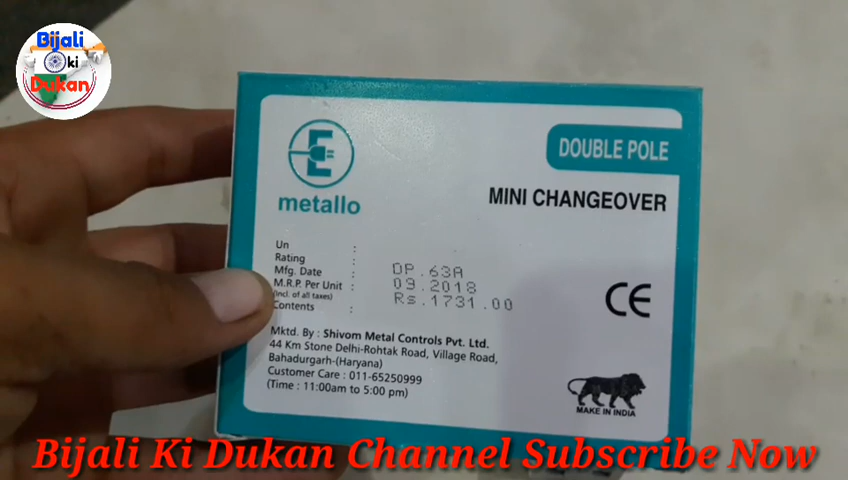 Bijali
ki
Dukan
E
metallo
DOUBLE POLE
MINI CHANGEOVER
Un :
Rating :
Mfg. Date : DP.63A
M.R.P. Per Unit : 09.2018
(Incl. of all taxes) Rs.1731.00
Contents :
CE
Mktd. By : Shivom Metal Controls Pvt. Ltd.
44 Km Stone Delhi-Rohtak Road, Village Road,
Bahadurgarh-(Haryana)
Customer Care : 011-65250999
(Time : 11:00am to 5:00 pm)
MAKE IN INDIA
Bijali Ki Dukan Channel Subscribe Now